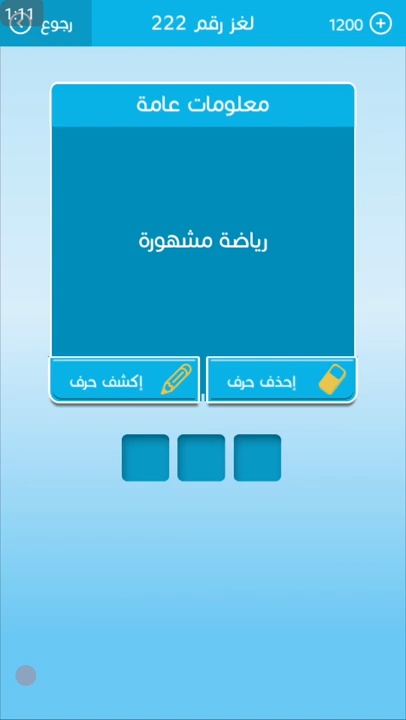 1:11
رجوع
لغز رقم 222
1200
معلومات عامة
رياضة مشهورة
إحذف حرف
إكشف حرف